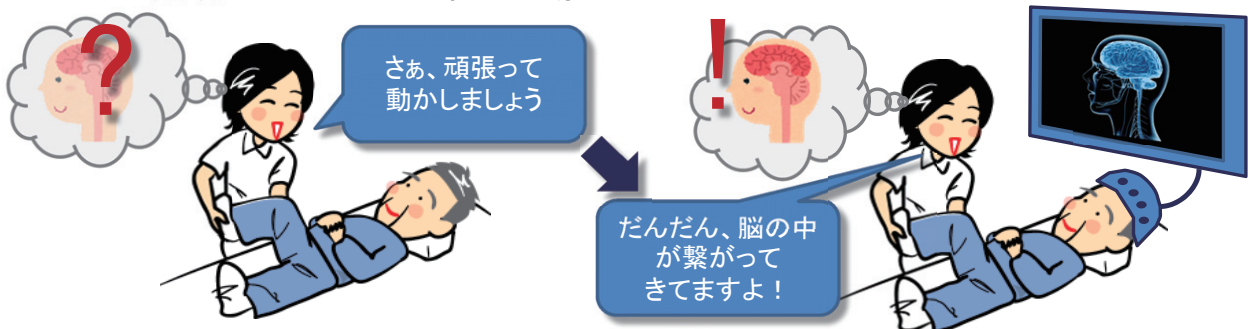 ?
さぁ、頑張って
動かしましょう
!
だんだん、脳の中
が繋がって
きてますよ！